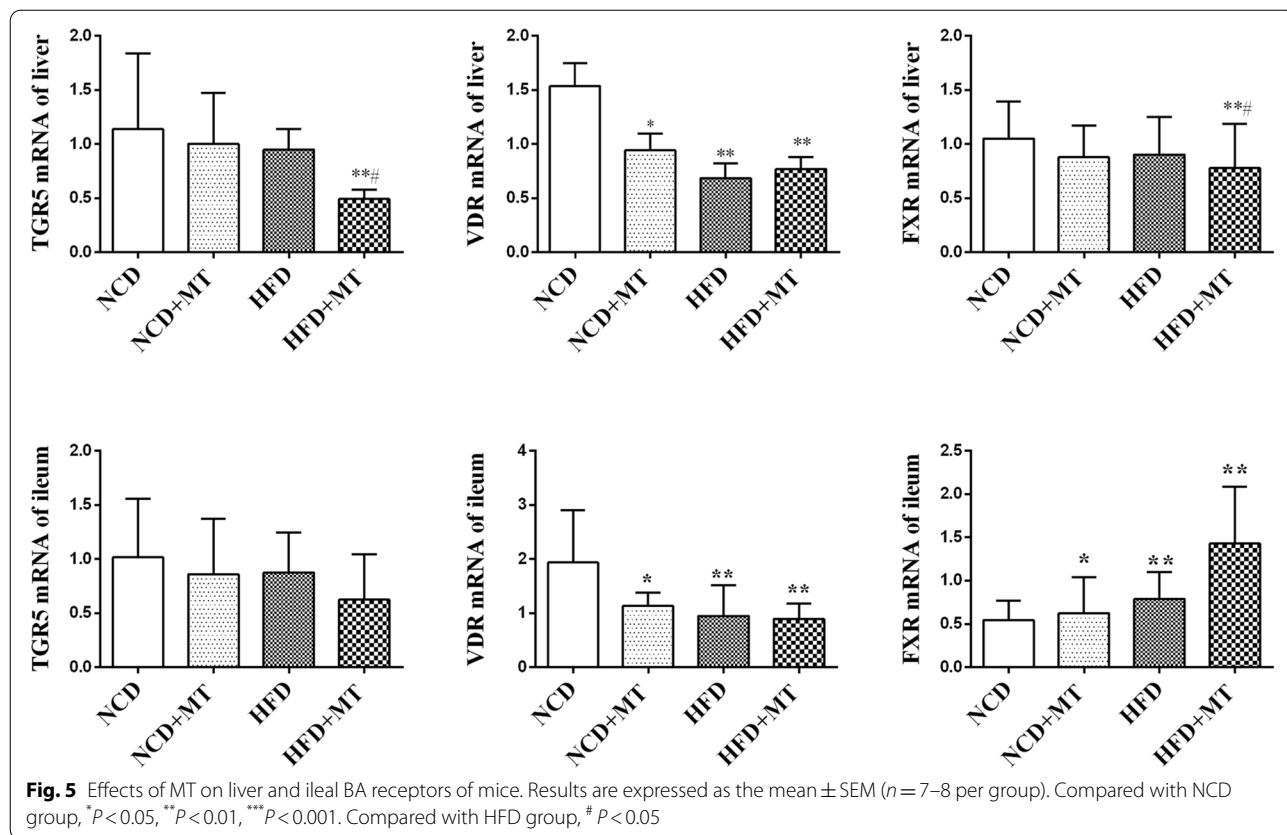 TGR5 mRNA of liver
2.0
1.5
1.0
0.5
0.0
**#
NCD
NCD+MT
HFD
HFD+MT
VDR mRNA of liver
2.0
1.5
1.0
0.5
0.0
*
**
**
NCD
NCD+MT
HFD
HFD+MT
FXR mRNA of liver
2.0
1.5
1.0
0.5
0.0
**#
NCD
NCD+MT
HFD
HFD+MT
TGR5 mRNA of ileum
2.0
1.5
1.0
0.5
0.0
NCD
NCD+MT
HFD
HFD+MT
VDR mRNA of ileum
4
3
2
1
0
*
**
**
NCD
NCD+MT
HFD
HFD+MT
FXR mRNA of ileum
2.5
2.0
1.5
1.0
0.5
0.0
*
**
**
NCD
NCD+MT
HFD
HFD+MT
Fig. 5 Effects of MT on liver and ileal BA receptors of mice. Results are expressed as the mean ± SEM (n = 7–8 per group). Compared with NCD
group, *P < 0.05, **P < 0.01, ***P < 0.001. Compared with HFD group, # P < 0.05